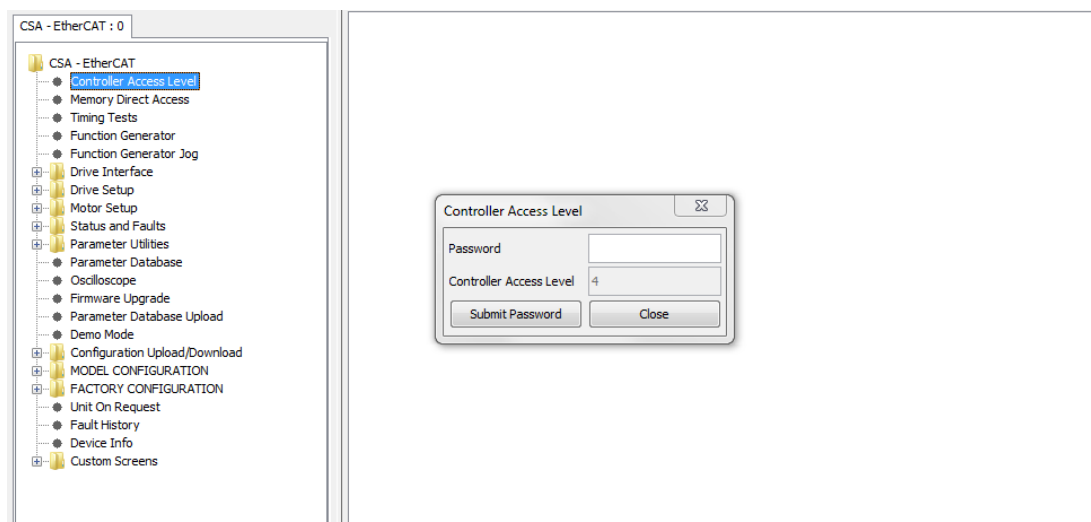 CSA - EtherCAT : 0
CSA - EtherCAT
Controller Access Level
Memory Direct Access
Timing Tests
Function Generator
Function Generator Jog
Drive Interface
Drive Setup
Motor Setup
Status and Faults
Parameter Utilities
Parameter Database
Oscilloscope
Firmware Upgrade
Parameter Database Upload
Demo Mode
Configuration Upload/Download
MODEL CONFIGURATION
FACTORY CONFIGURATION
Unit On Request
Fault History
Device Info
Custom Screens
Controller Access Level
Password
Controller Access Level 4
Submit Password Close